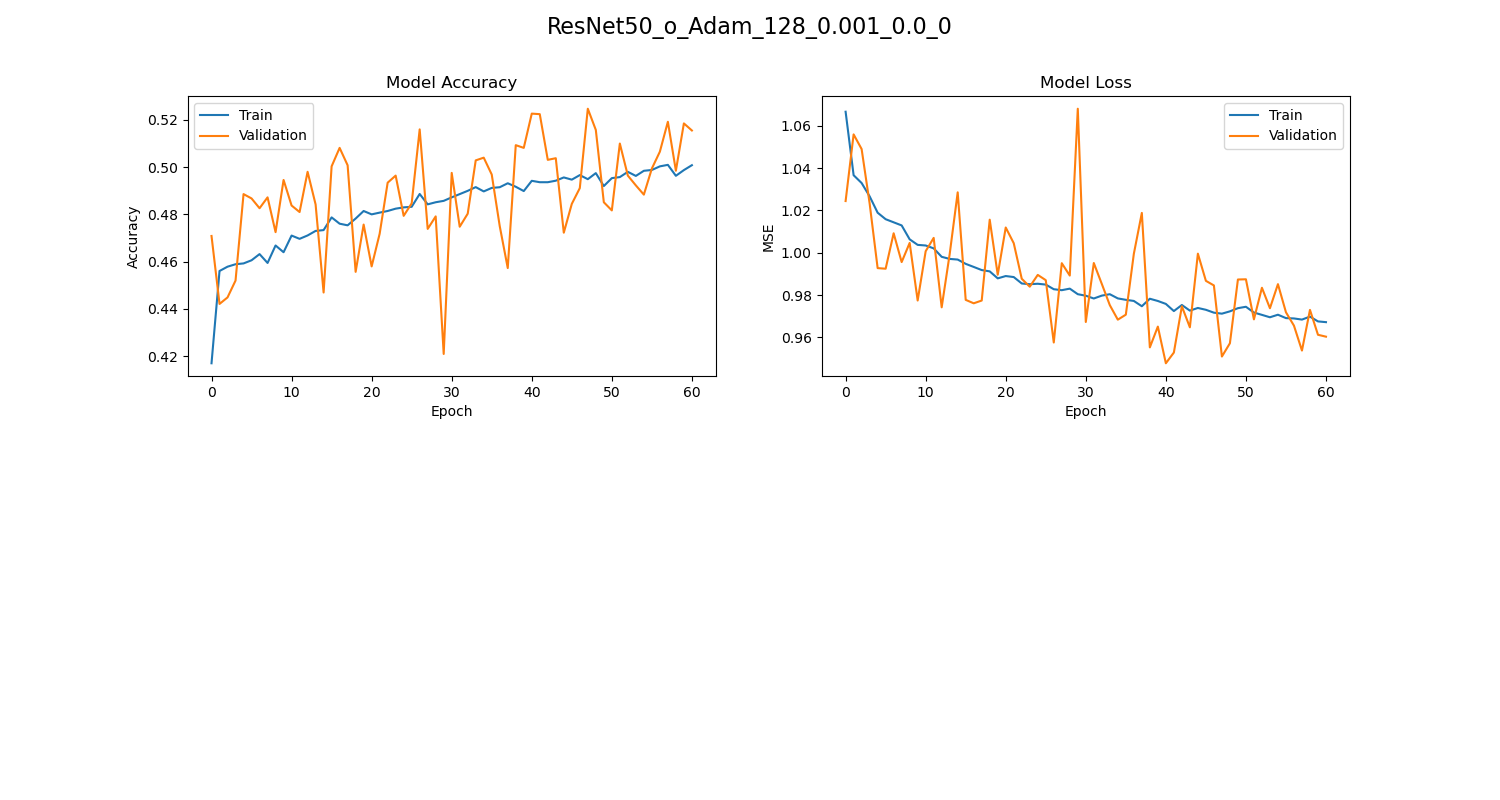 ResNet50_o_Adam_128_0.001_0.0_0
Model Accuracy
Train
Validation
0.52
0.50
0.48
0.46
0.44
0.42
Accuracy
0 10 20 30 40 50 60
Epoch
Model Loss
Train
Validation
1.06
1.04
1.02
1.00
0.98
0.96
MSE
0 10 20 30 40 50 60
Epoch